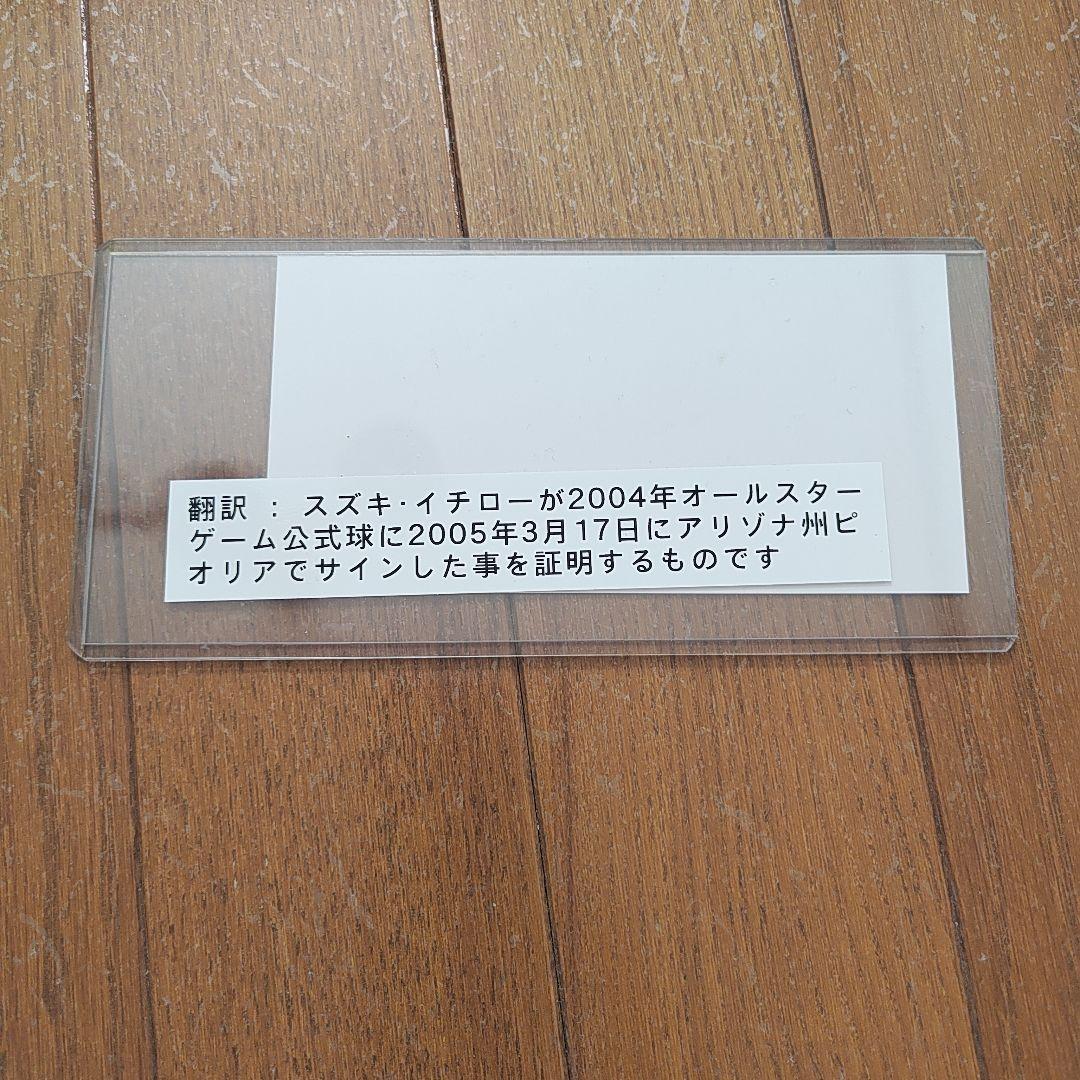 翻訳 : スズキ·イチローが2004年オールスター
ゲーム公式球に2005年3月17日にアリゾナ州ピ
オリアでサインした事を証明するものです